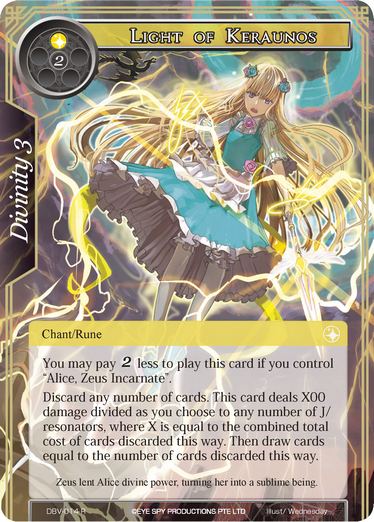 Light of Keraunos
2
Divinity 3
Chant/Rune
You may pay 2 less to play this card if you control
“Alice, Zeus Incarnate”.
Discard any number of cards. This card deals X00
damage divided as you choose to any number of J/
resonators, where X is equal to the combined total
cost of cards discarded this way. Then draw cards
equal to the number of cards discarded this way.
Zeus lent Alice divine power, turning her into a sublime being.
DBV-014 R ©EYE SPY PRODUCTIONS PTE LTD Illust/ Wednesday